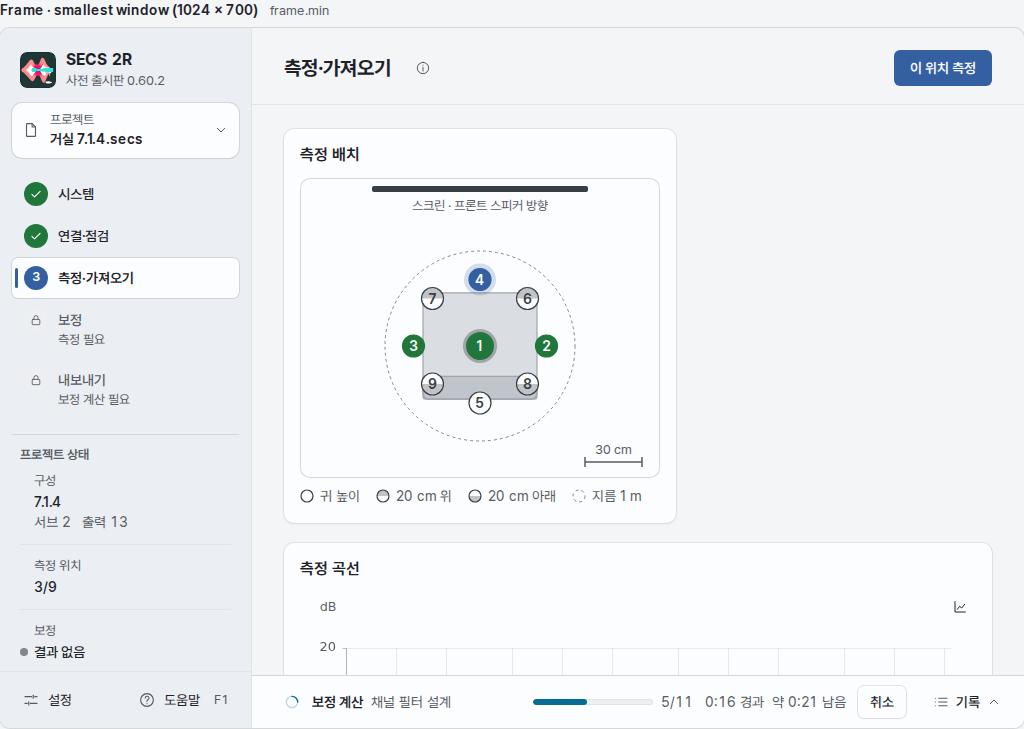 Frame · smallest window (1024 × 700) frame.min
SECS 2R
사전 출시판 0.60.2
프로젝트
거실 7.1.4.secs
시스템
연결·점검
3 측정·가져오기
보정
측정 필요
내보내기
보정 계산 필요
프로젝트 상태
구성
7.1.4
서브 2 출력 13
측정 위치
3/9
보정
결과 없음
설정 도움말 F1
측정·가져오기
이 위치 측정
측정 배치
스크린 · 프론트 스피커 방향
4
7 6
3 1 2
9 8
5
30 cm
귀 높이 20 cm 위 20 cm 아래 지름 1 m
측정 곡선
dB
20
보정 계산 채널 필터 설계 5/11 0:16 경과 약 0:21 남음 취소 기록